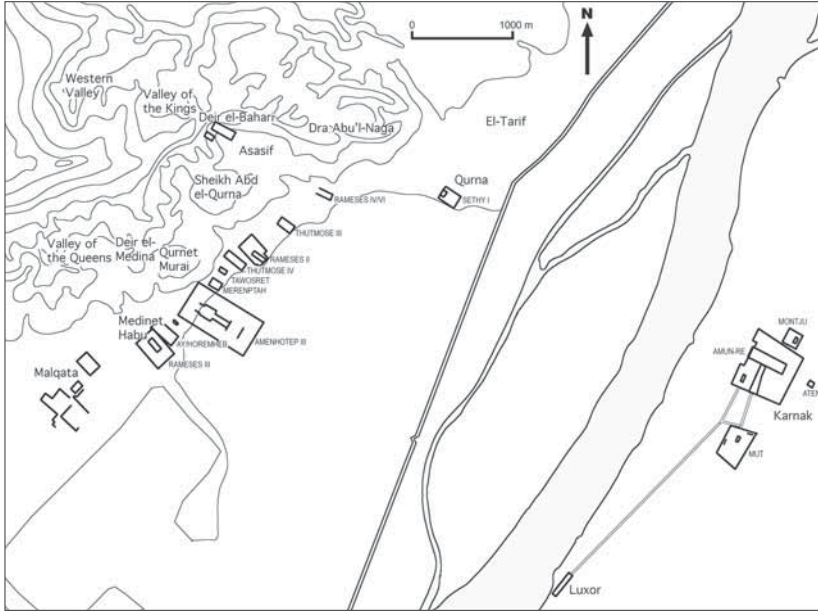 0
1000 m
N
Western
Valley
Valley of
the Kings
Deir el-Bahari
Dra Abu'l-Naga
El-Tarif
Asasif
Sheikh Abd
el-Qurna
Qurna
SETHY I
RAMESES IV/VI
THUTMOSE III
Valley of
the Queens
Deir el-
Medina
Qurnet
Murai
RAMESES II
THUTMOSE IV
TAWOSRET
MERENPTAH
Medinet
Habu
AY/HOREMHEB
AMENHOTEP III
RAMESES III
Malqata
MONTJU
AMUN-RE
ATEN
Karnak
MUT
Luxor